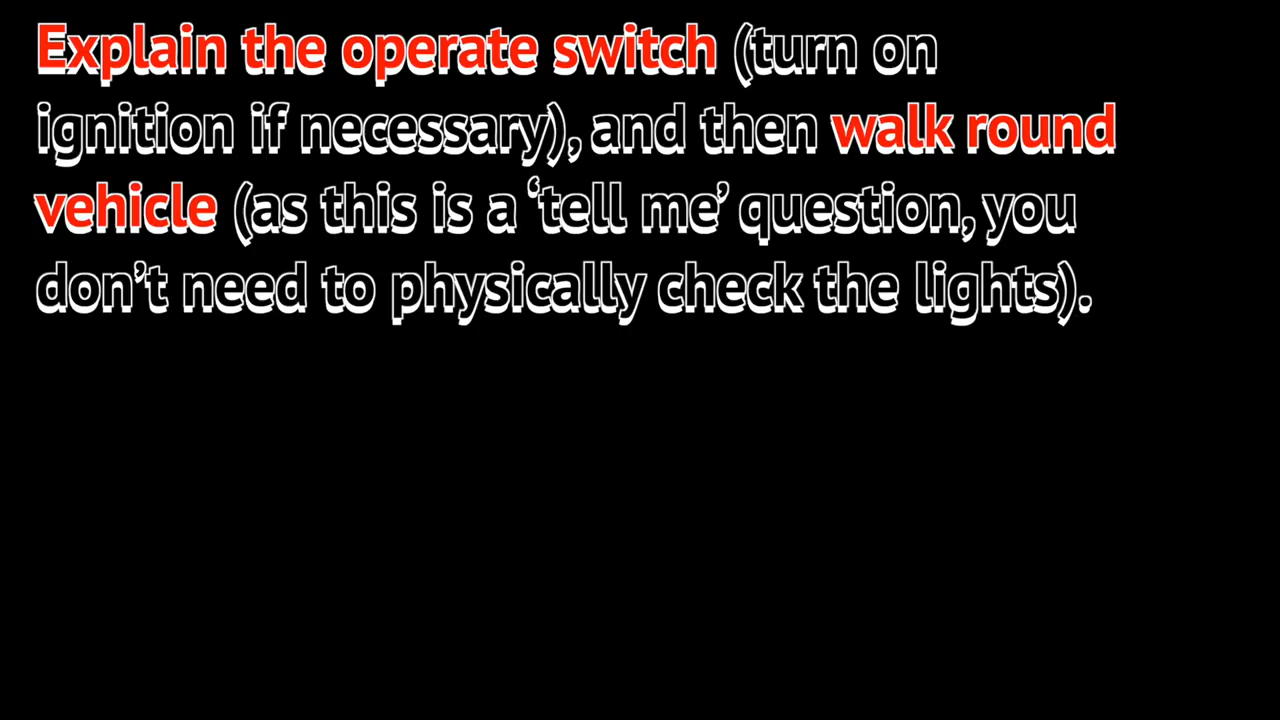 Explain the operate switch (turn on
ignition if necessary), and then walk round
vehicle (as this is a ‘tell me’ question, you
don’t need to physically check the lights).